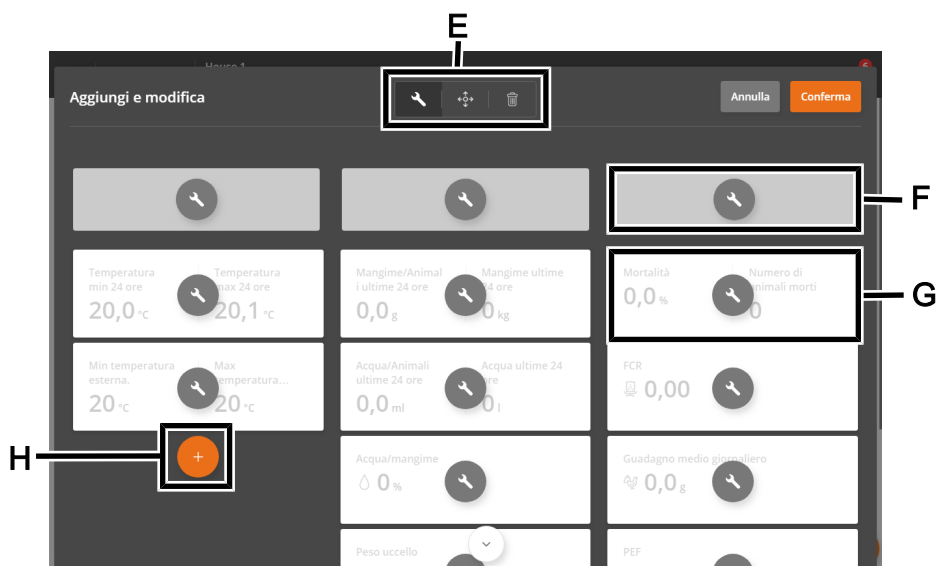 E
House 1
6
Aggiungi e modifica
Annulla
Conferma
F
Temperatura
min 24 ore
20,0 °C
Temperatura
max 24 ore
20,1 °C
Mangime/Animal
i ultime 24 ore
0,0 g
Mangime ultime
24 ore
0 kg
Mortalità
0,0 %
Numero di
animali morti
0
G
Min temperatura
esterna.
20 °C
Max
temperatura...
20 °C
Acqua/Animali
ultime 24 ore
0,0 ml
Acqua ultime 24
ore
0 l
FCR
0,00
H
+
Acqua/mangime
0 %
Guadagno medio giornaliero
0,0 g
Peso uccello
PEF